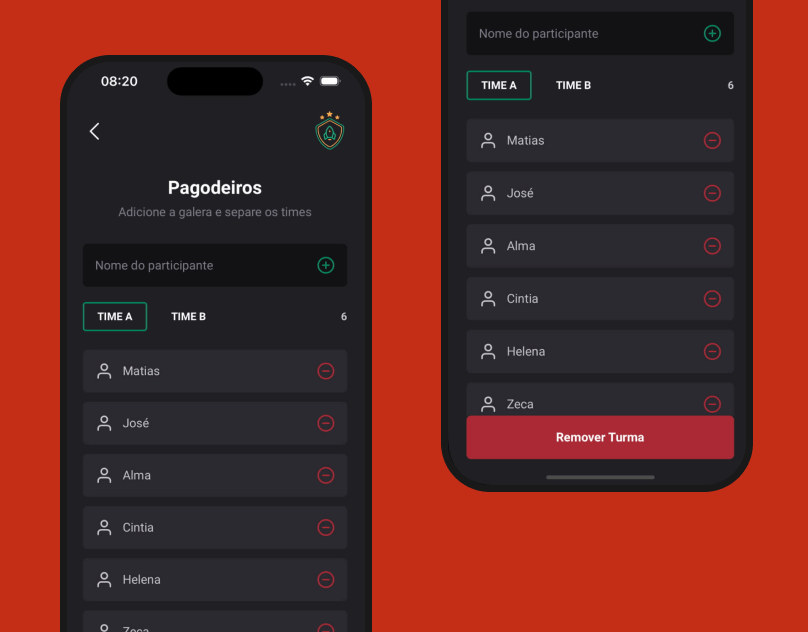 08:20
Pagodeiros
Adicione a galera e separe os times
Nome do participante
TIME A TIME B 6
Matias
José
Alma
Cintia
Helena
Zeca
Nome do participante
TIME A TIME B 6
Matias
José
Alma
Cintia
Helena
Zeca
Remover Turma